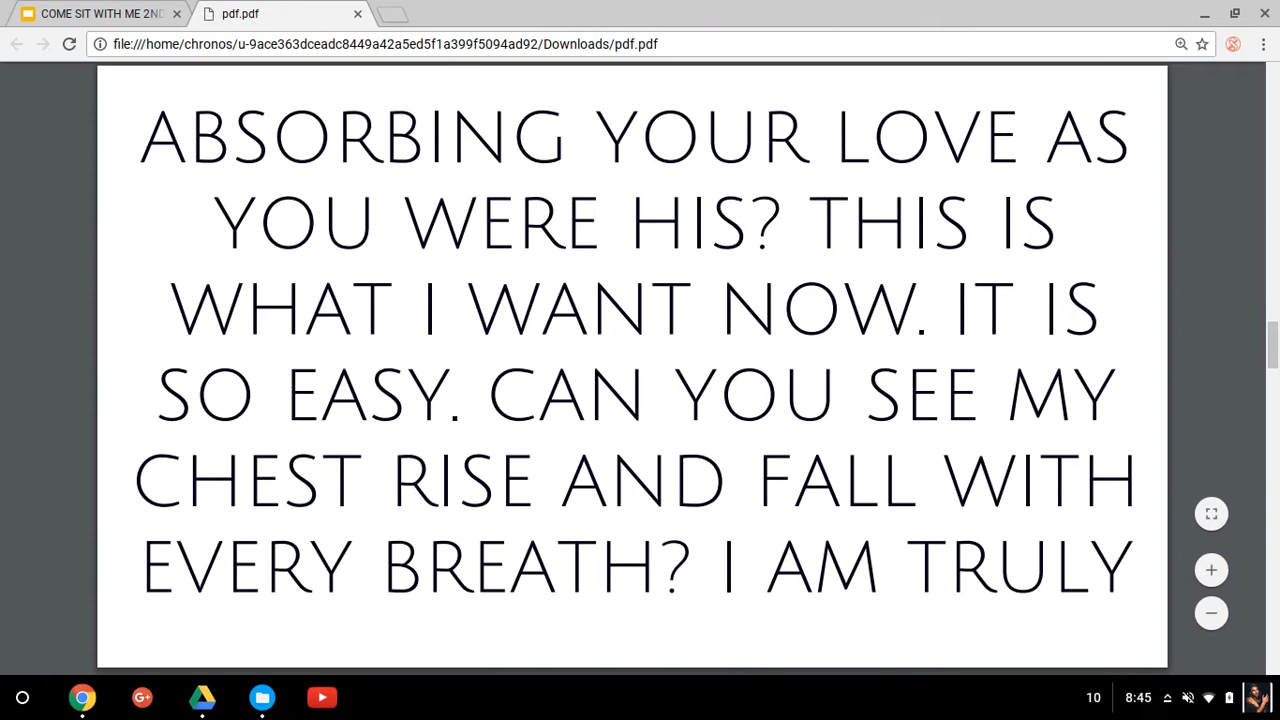 COME SIT WITH ME 2ND
pdf.pdf
file:///home/chronos/u-9ace363dceadc8449a42a5ed5f1a399f5094ad92/Downloads/pdf.pdf
ABSORBING YOUR LOVE AS
YOU WERE HIS? THIS IS
WHAT I WANT NOW. IT IS
SO EASY. CAN YOU SEE MY
CHEST RISE AND FALL WITH
EVERY BREATH? I AM TRULY
10 8:45